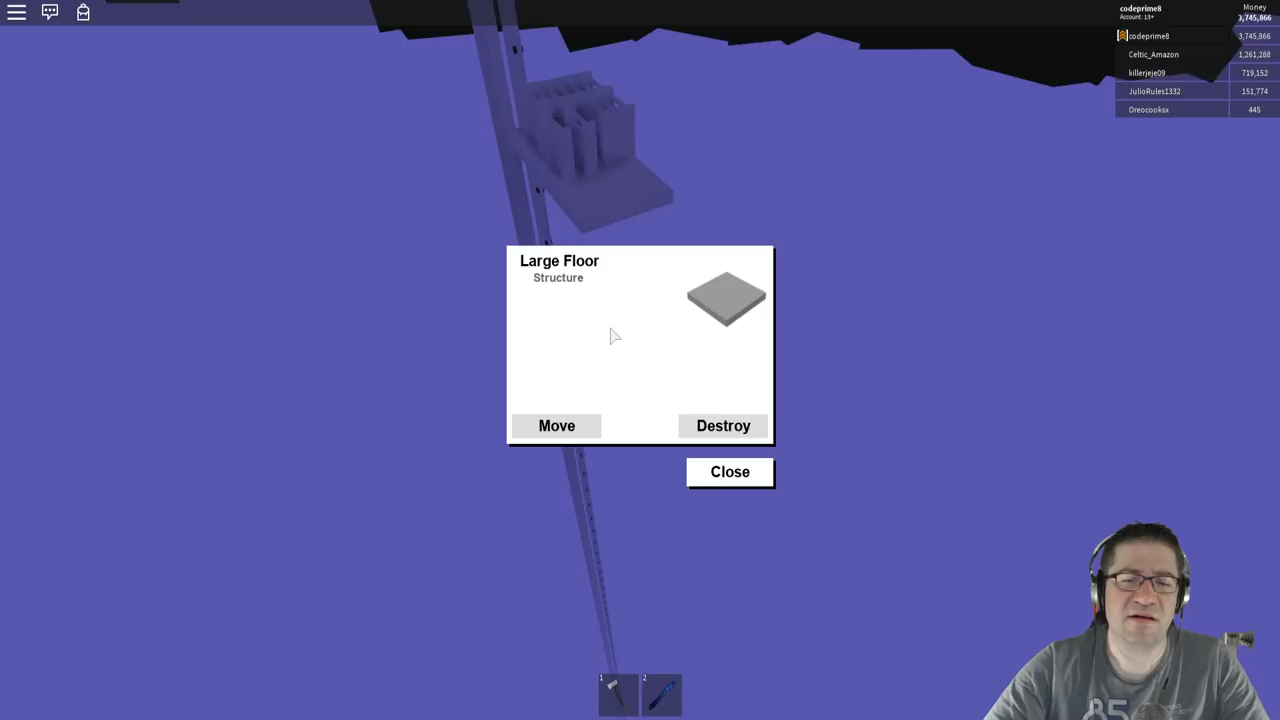 codeprime8
Account: 13+
Money
3,745,866
codeprime8 3,745,866
Celtic_Amazon 1,261,288
killerjeje09 719,152
JulioRules1332 151,774
Oreocooksx 445
Large Floor
Structure
Move
Destroy
Close
1
2
85